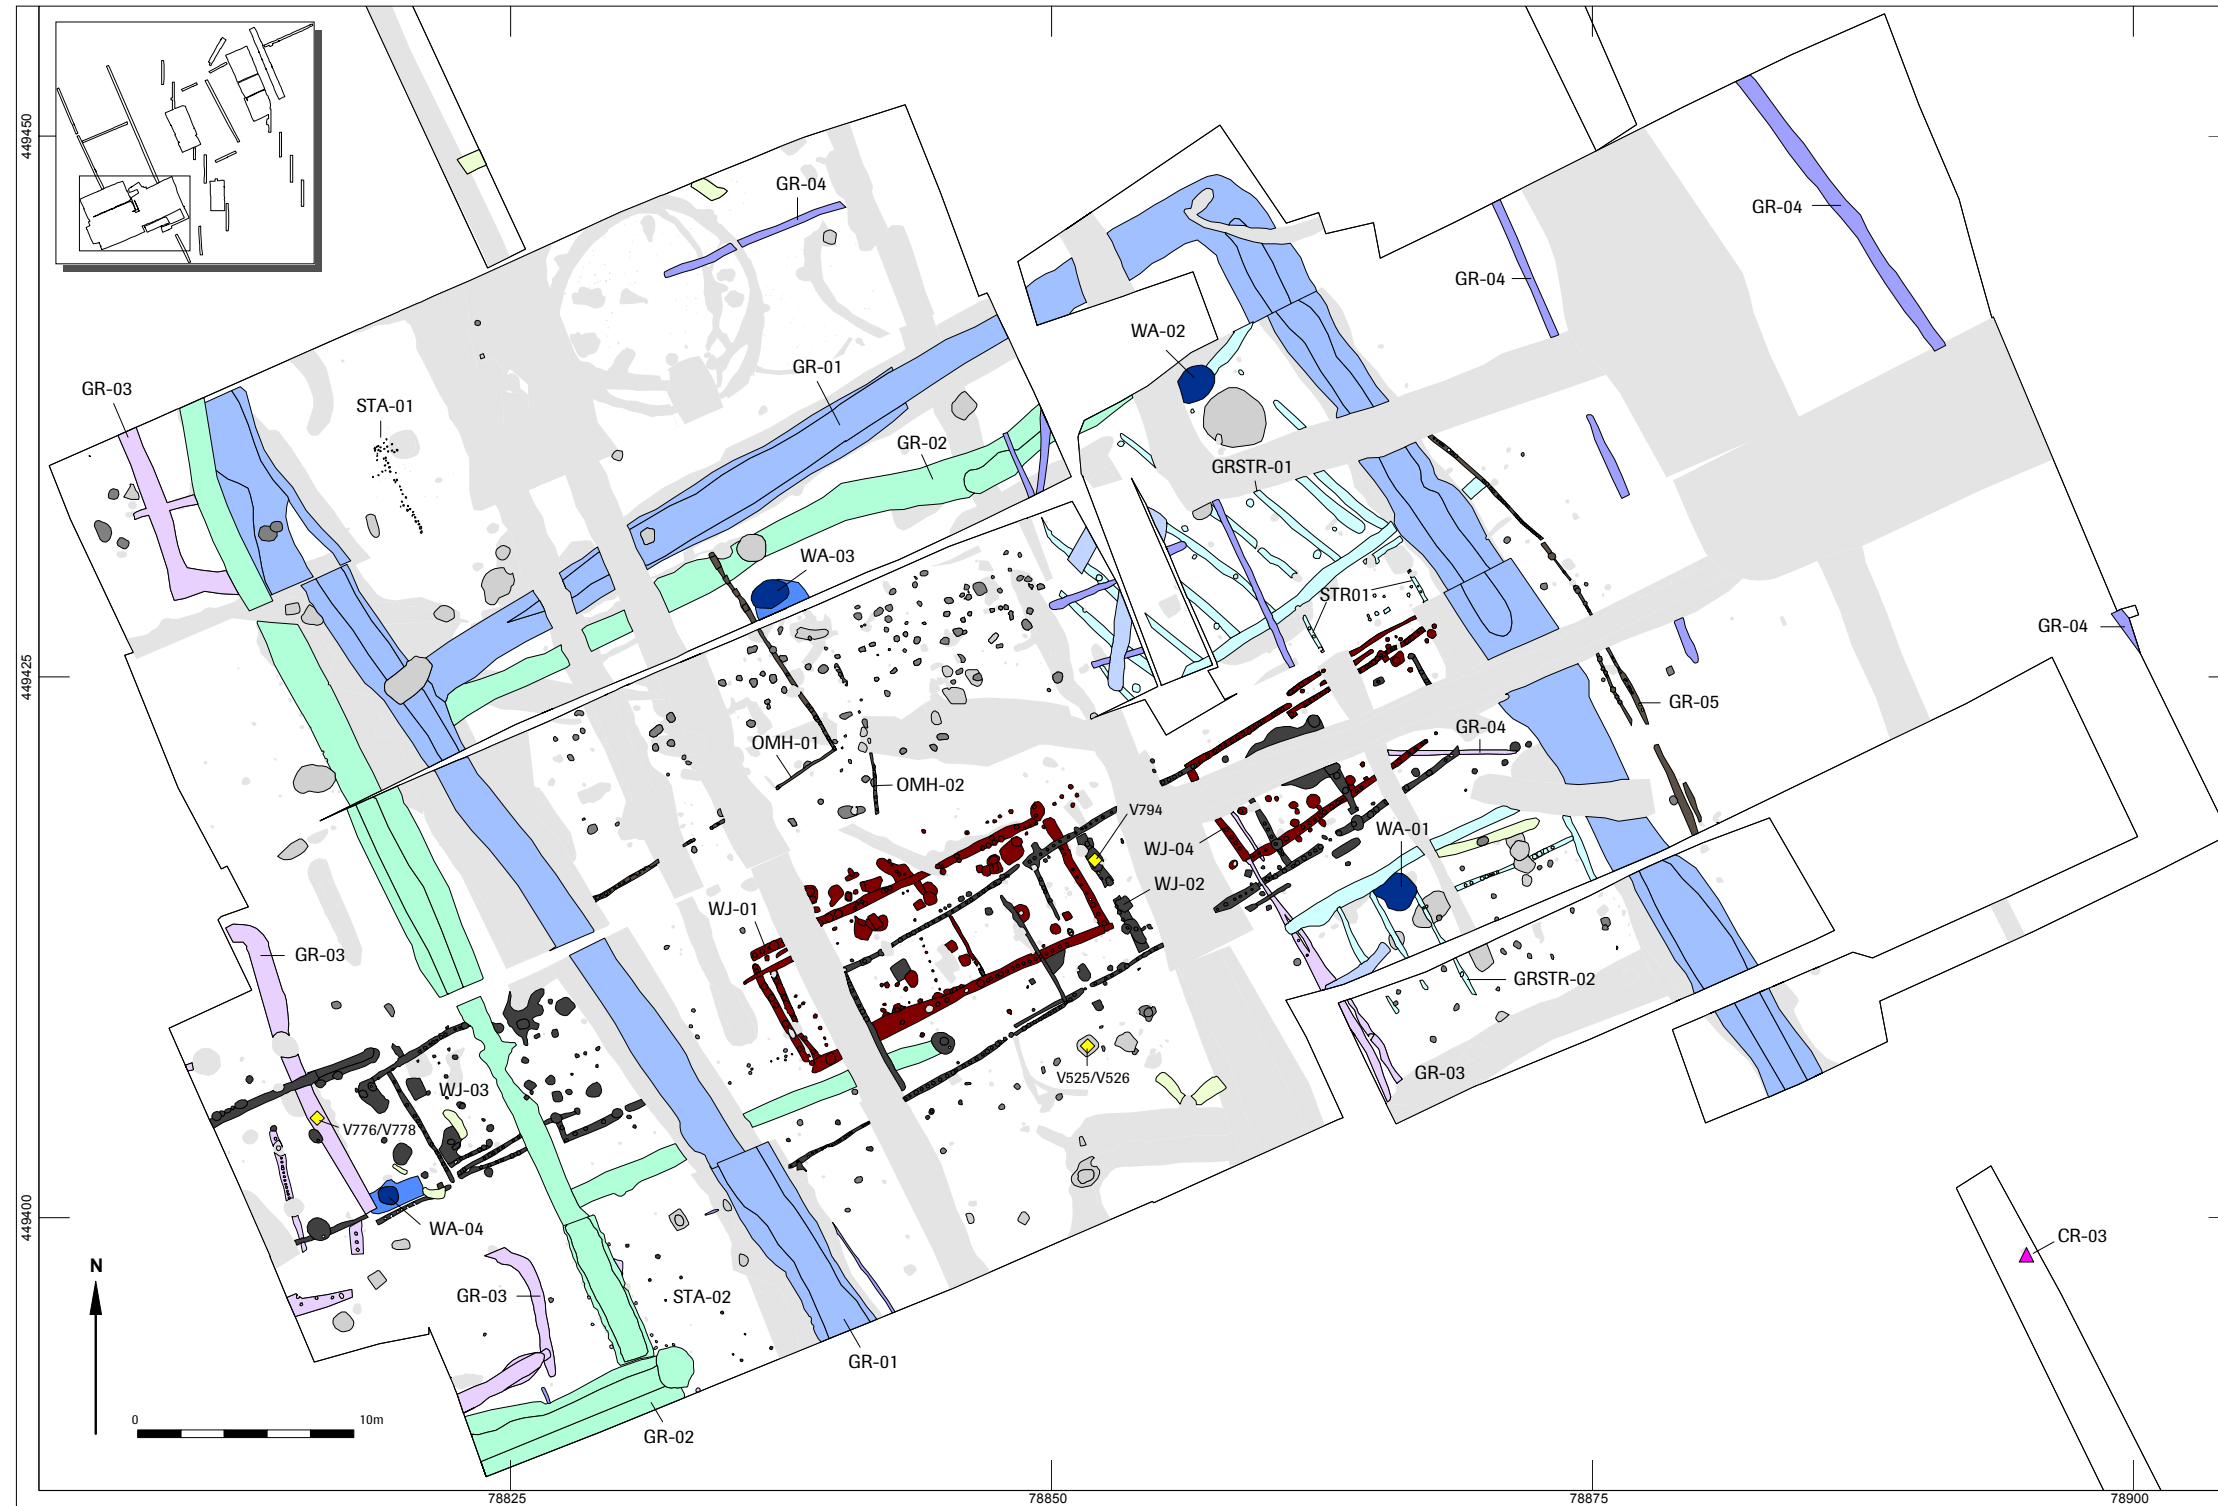 449450
GR-04
GR-04
GR-04
WA-02
GR-01
GR-03
STA-01
GR-02
GRSTR-01
WA-03
STR01
GR-04
449425
GR-05
GR-04
OMH-01
OMH-02
V794
WA-01
WJ-04
WJ-02
WJ-01
GR-03
GRSTR-02
GR-03
V525/V526
WJ-03
V776/V778
449400
WA-04
CR-03
N
GR-03
STA-02
GR-01
0 10m
GR-02
78825 78850 78875 78900